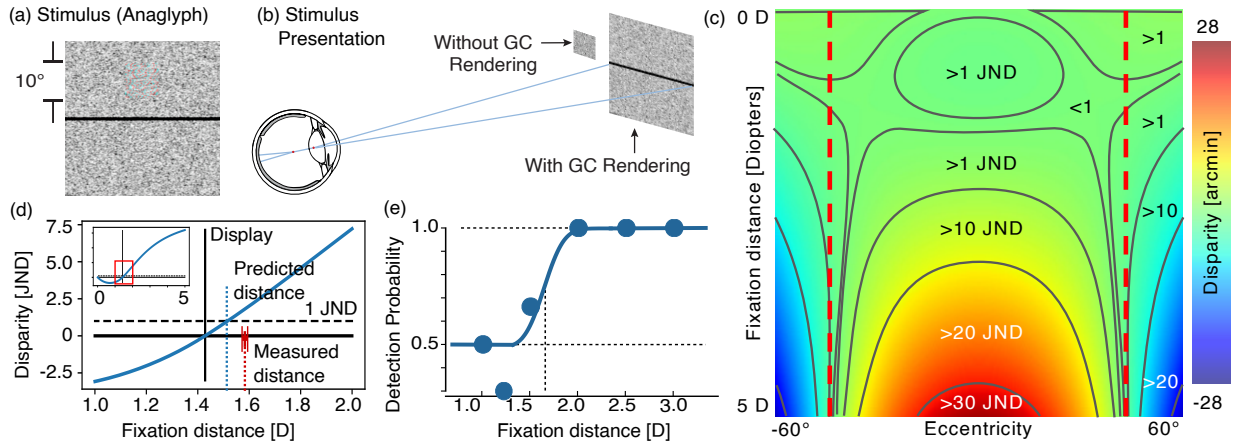 (a) Stimulus (Anaglyph)
10°
(b) Stimulus
Presentation
Without GC
Rendering
With GC Rendering
(c)
0 D
5 D
Fixation distance [Diopters]
>1
>1 JND
<1
>1
>1 JND
>10
>10 JND
>20 JND
>20
>30 JND
-60°
Eccentricity
60°
28
Disparity [arcmin]
-28
(d)
Disparity [JND]
7.5
5.0
2.5
0
-2.5
0
5
Display
Predicted
distance
1 JND
Measured
distance
1.0 1.2 1.4 1.6 1.8 2.0
Fixation distance [D]
(e)
Detection Probability
1.0
0.5
1.0 1.5 2.0 2.5 3.0
Fixation distance [D]